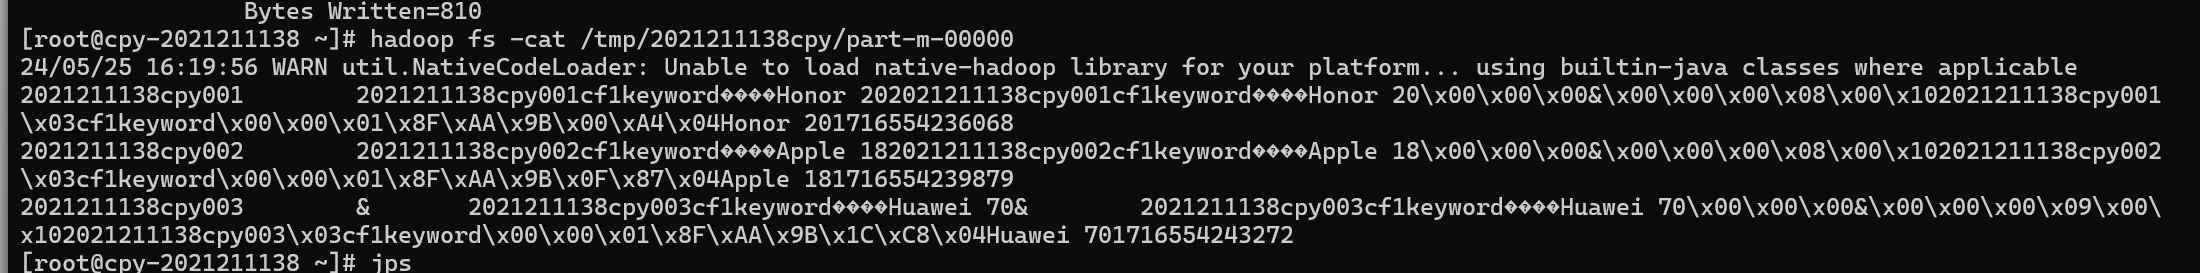 Bytes Written=810
[root@cpy-2021211138 ~]# hadoop fs -cat /tmp/2021211138cpy/part-m-00000
24/05/25 16:19:56 WARN util.NativeCodeLoader: Unable to load native-hadoop library for your platform... using builtin-java classes where applicable
2021211138cpy001        2021211138cpy001cf1keyword����Honor 202021211138cpy001cf1keyword����Honor 20\x00\x00\x00&\x00\x00\x00\x08\x00\x102021211138cpy001
\x03cf1keyword\x00\x00\x01\x8F\xAA\x9B\x00\xA4\x04Honor 201716554236068
2021211138cpy002        2021211138cpy002cf1keyword����Apple 182021211138cpy002cf1keyword����Apple 18\x00\x00\x00&\x00\x00\x00\x08\x00\x102021211138cpy002
\x03cf1keyword\x00\x00\x01\x8F\xAA\x9B\x0F\x87\x04Apple 181716554239879
2021211138cpy003        &       2021211138cpy003cf1keyword����Huawei 70&        2021211138cpy003cf1keyword����Huawei 70\x00\x00\x00&\x00\x00\x00\x09\x00\
x102021211138cpy003\x03cf1keyword\x00\x00\x01\x8F\xAA\x9B\x1C\xC8\x04Huawei 701716554243272
[root@cpy-2021211138 ~]# jps